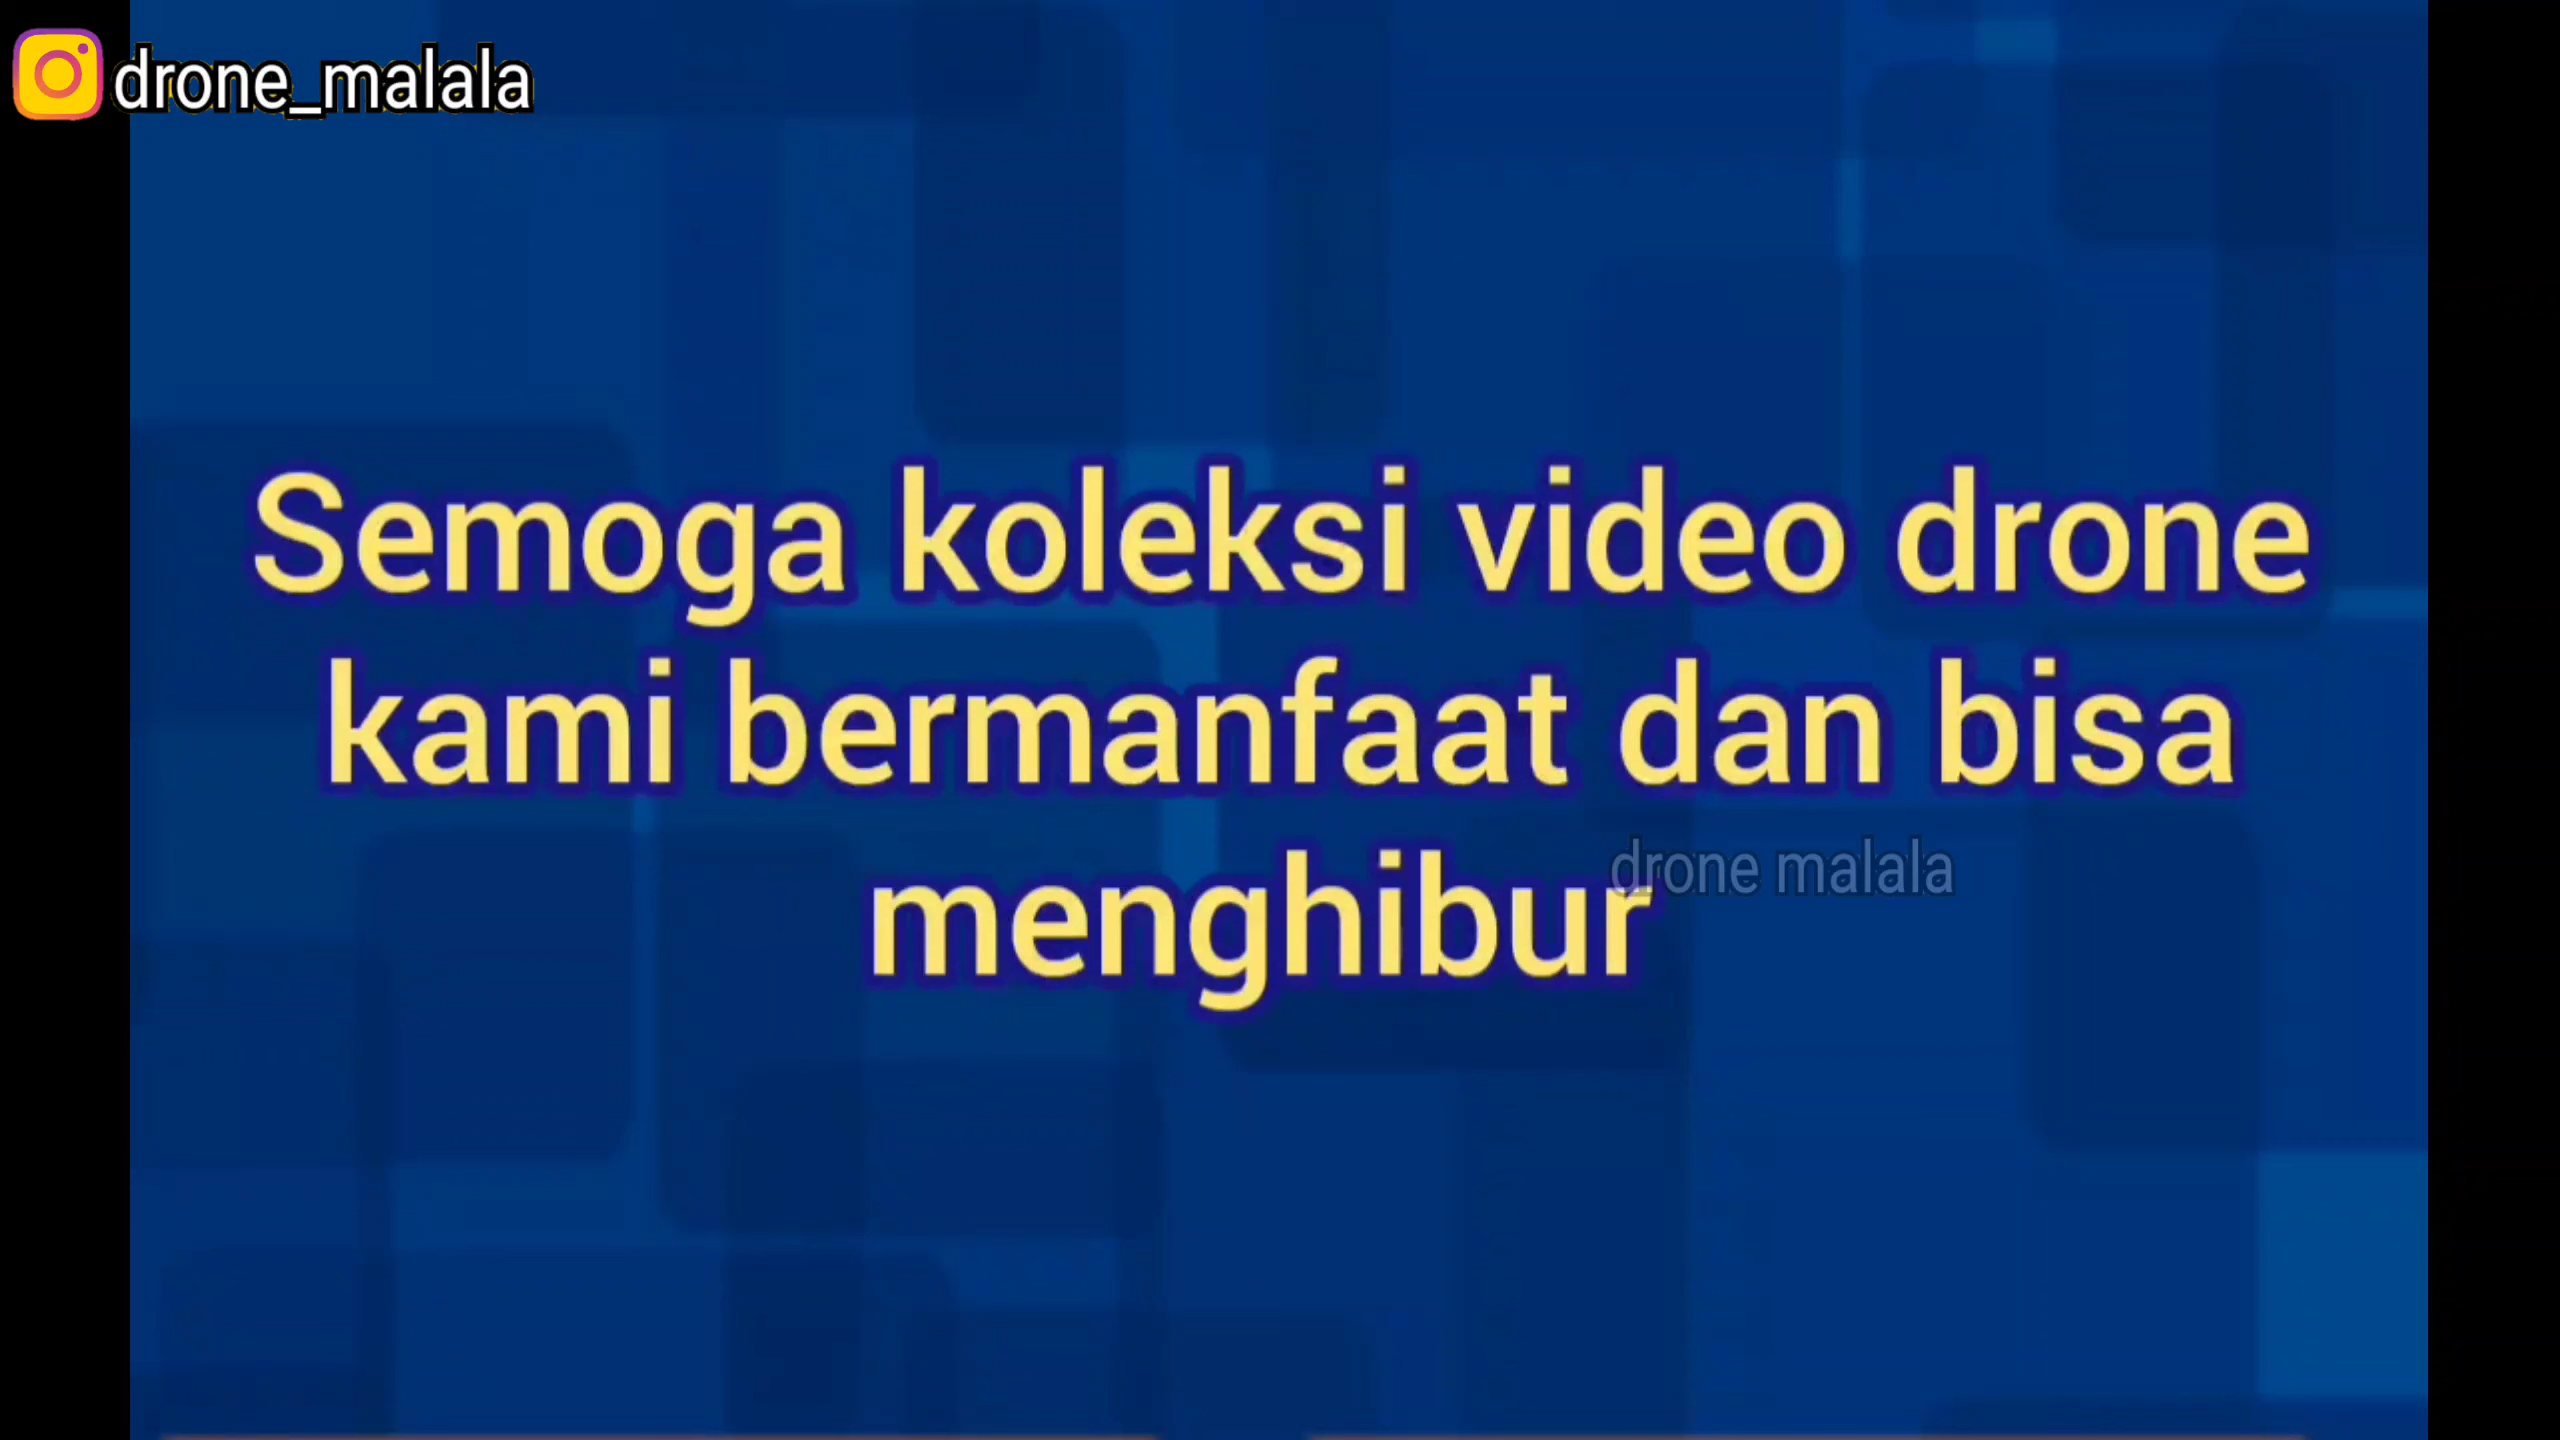 drone_malala
Semoga koleksi video drone
kami bermanfaat dan bisa
menghibur
drone malala